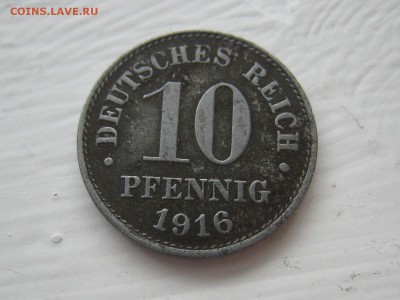 COINS.LAVE.RU
• DEUTSCHES REICH •
10
PFENNIG
1916